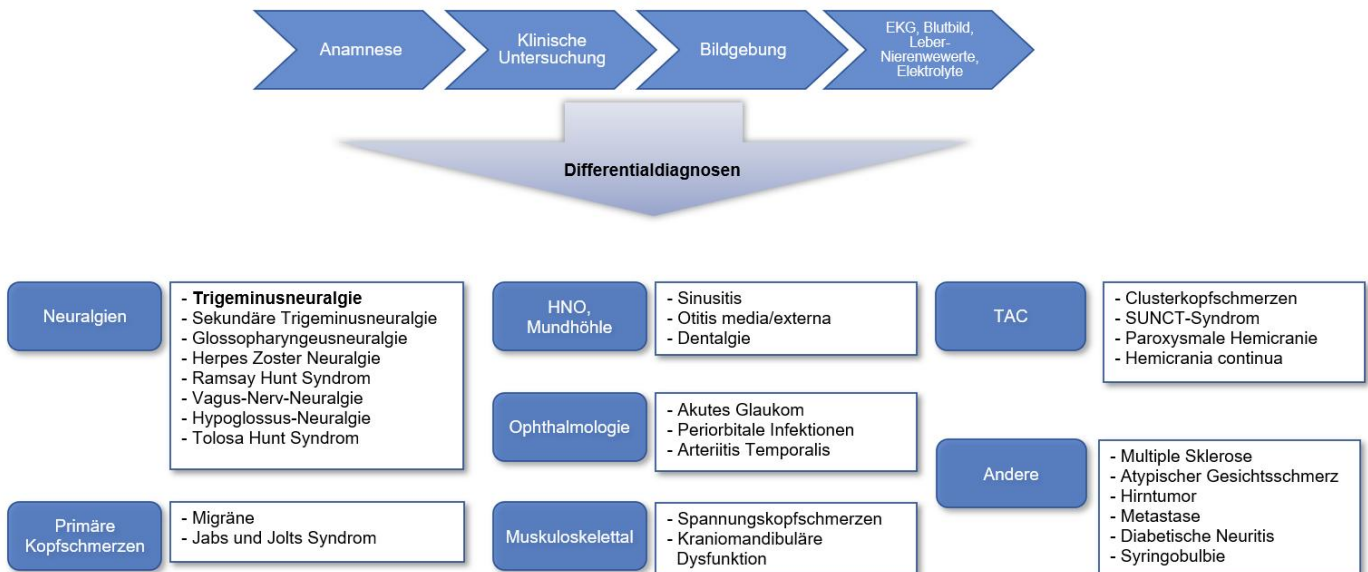 Anamnese
Klinische
Untersuchung
Bildgebung
EKG, Blutbild,
Leber-
Nierenwewerte,
Elektrolyte
Differentialdiagnosen
Neuralgien
- Trigeminusneuralgie
- Sekundäre Trigeminusneuralgie
- Glossopharyngeusneuralgie
- Herpes Zoster Neuralgie
- Ramsay Hunt Syndrom
- Vagus-Nerv-Neuralgie
- Hypoglossus-Neuralgie
- Tolosa Hunt Syndrom
Primäre
Kopfschmerzen
- Migräne
- Jabs und Jolts Syndrom
HNO,
Mundhöhle
- Sinusitis
- Otitis media/externa
- Dentalgie
Ophthalmologie
- Akutes Glaukom
- Periorbitale Infektionen
- Arteriitis Temporalis
Muskuloskelettal
- Spannungskopfschmerzen
- Kraniomandibuläre
Dysfunktion
TAC
- Clusterkopfschmerzen
- SUNCT-Syndrom
- Paroxysmale Hemicranie
- Hemicrania continua
Andere
- Multiple Sklerose
- Atypischer Gesichtsschmerz
- Hirntumor
- Metastase
- Diabetische Neuritis
- Syringobulbie